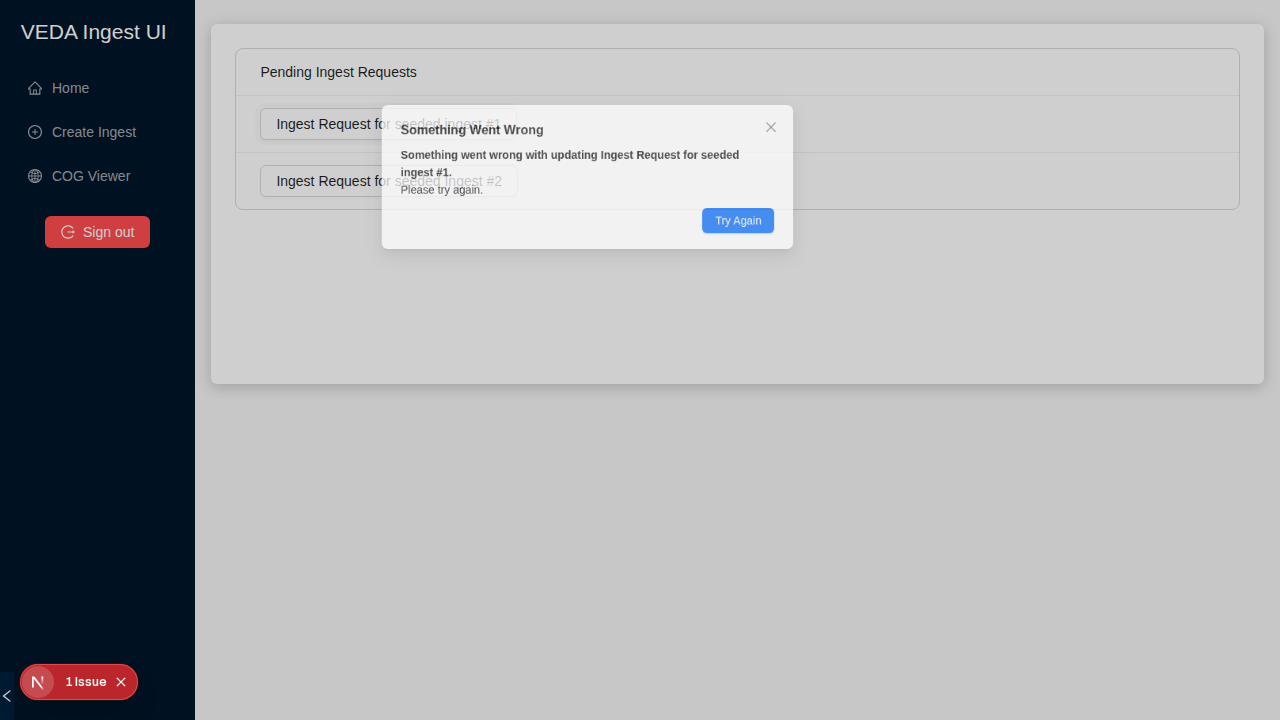 VEDA Ingest UI
Home
Create Ingest
COG Viewer
Sign out
Pending Ingest Requests
Ingest Request for seeded ingest #1
Ingest Request for seeded ingest #2
Something Went Wrong
Something went wrong with updating Ingest Request for seeded
ingest #1.
Please try again.
Try Again
N
1 Issue